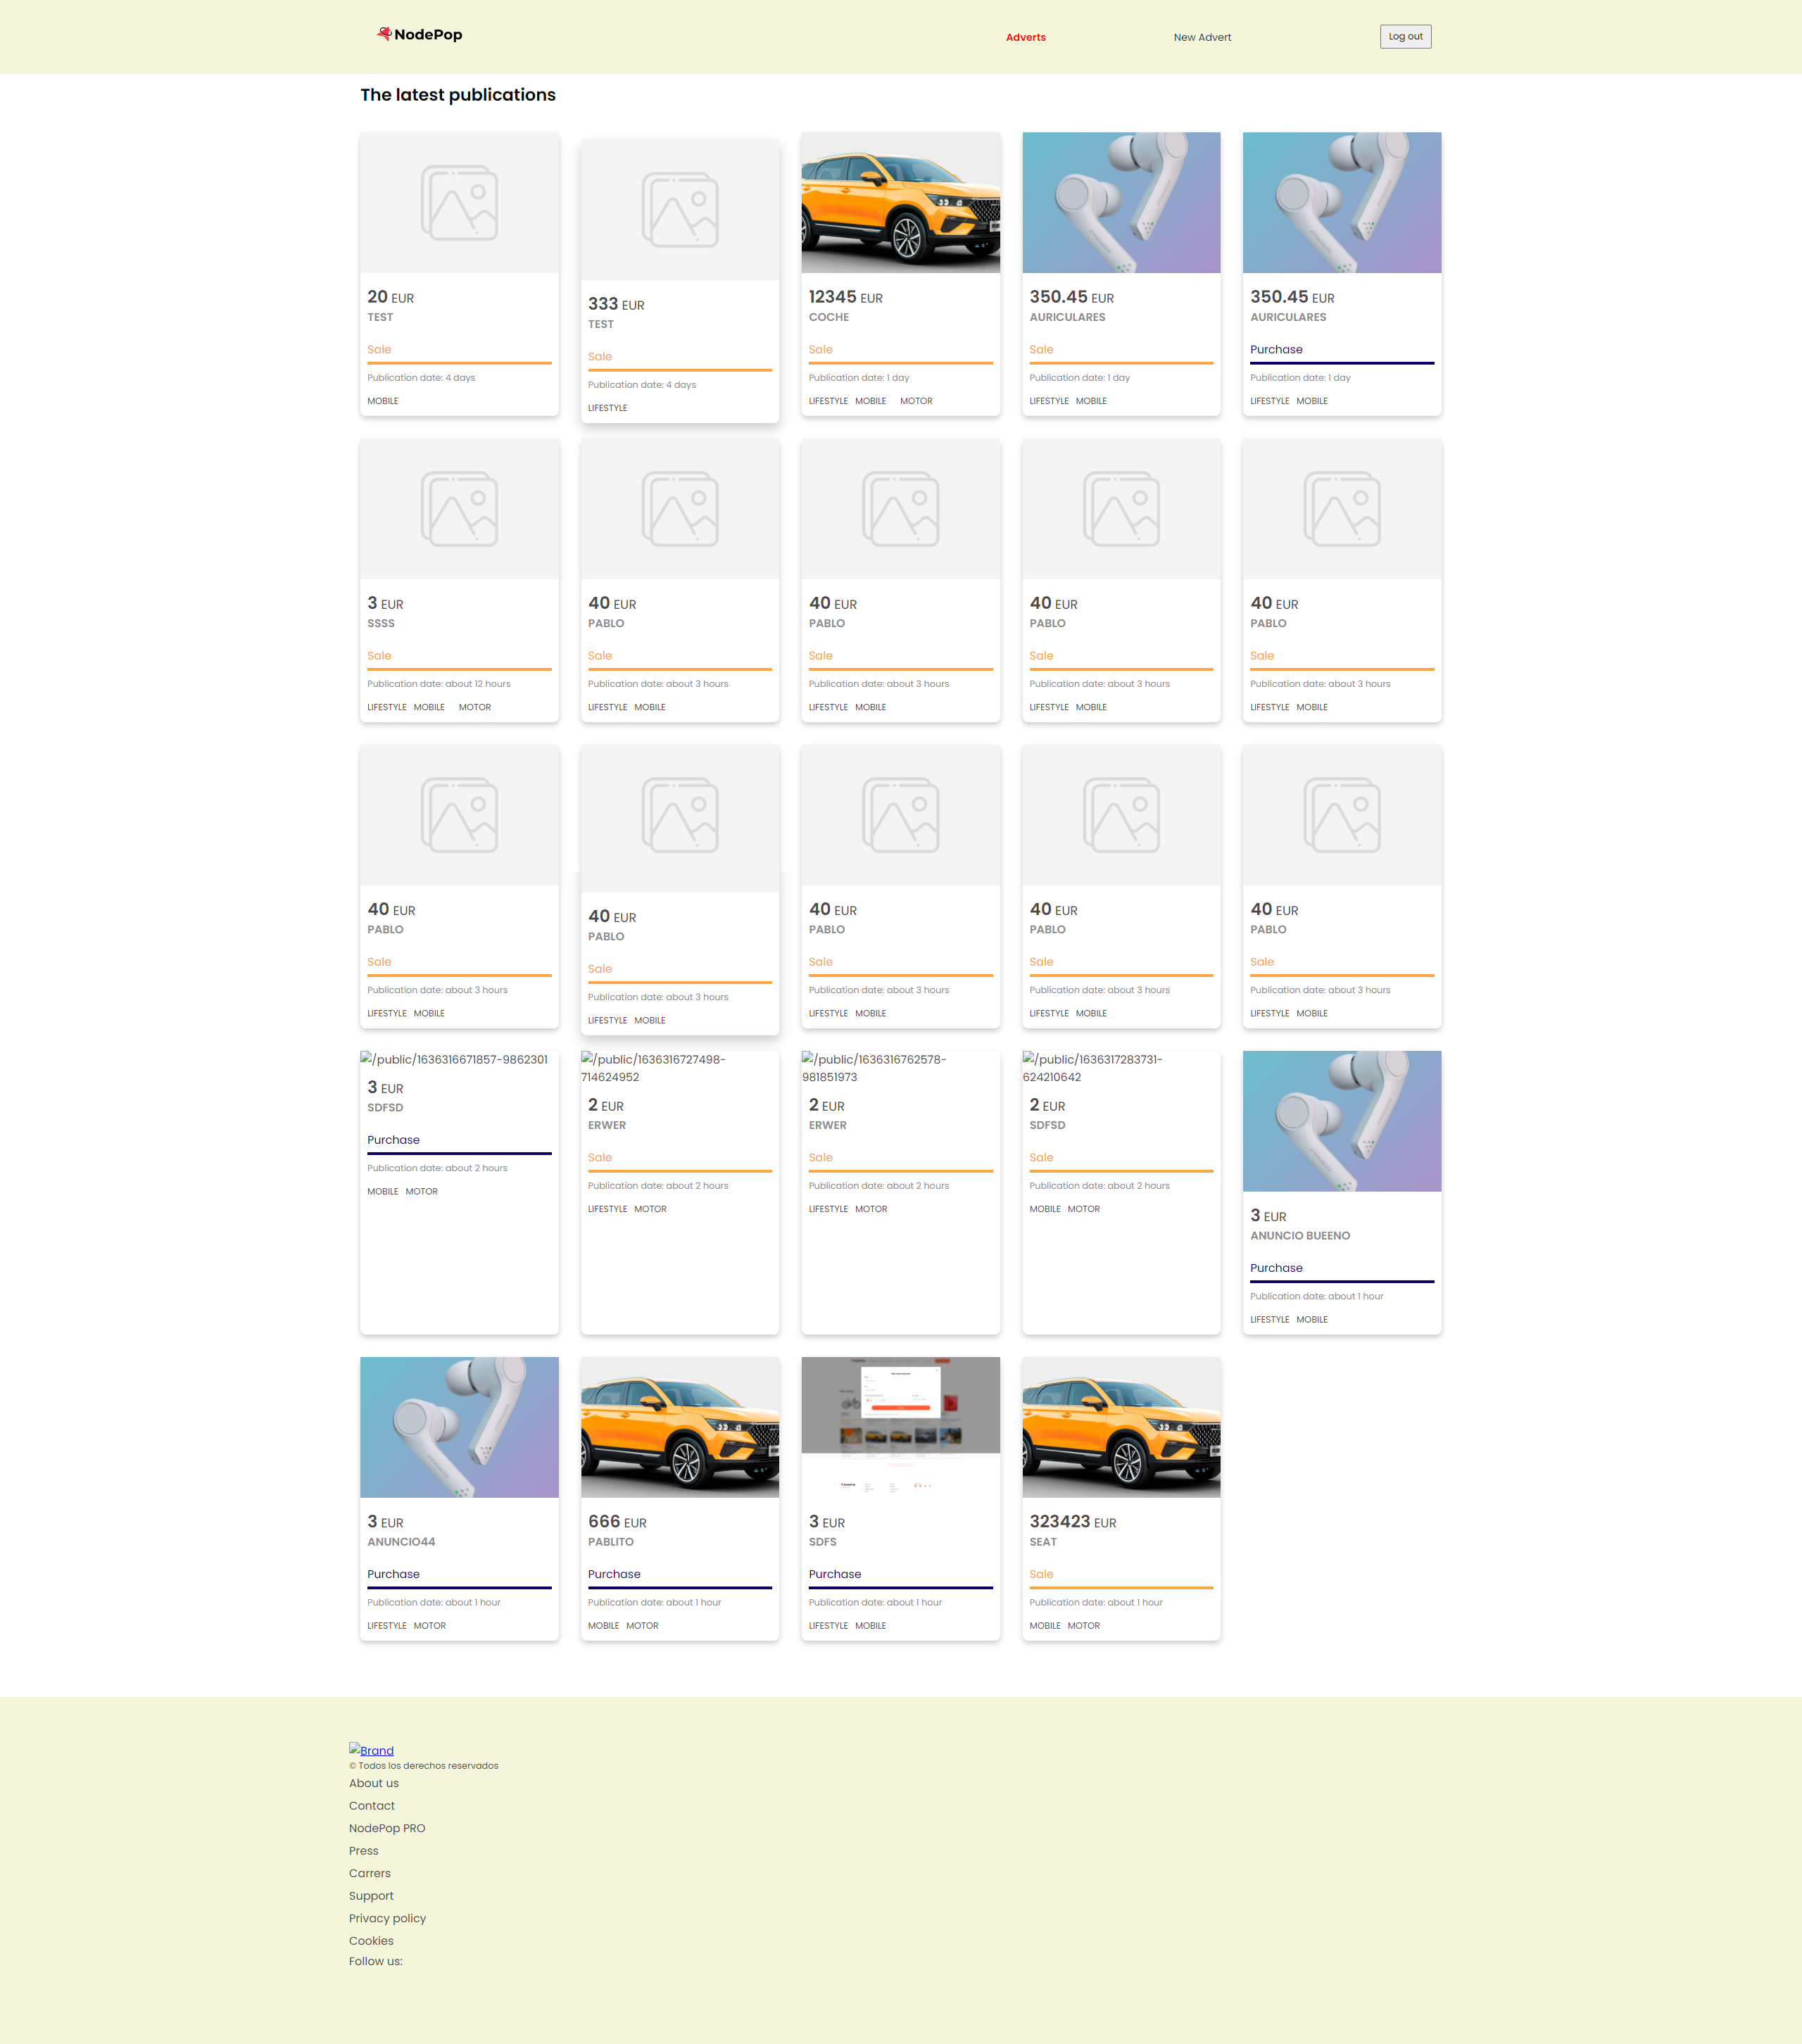 NodePop
Adverts
New Advert
Log out
The latest publications
20 EUR
TEST
Sale
Publication date: 4 days
MOBILE
333 EUR
TEST
Sale
Publication date: 4 days
LIFESTYLE
12345 EUR
COCHE
Sale
Publication date: 1 day
LIFESTYLE MOBILE MOTOR
350.45 EUR
AURICULARES
Sale
Publication date: 1 day
LIFESTYLE MOBILE
350.45 EUR
AURICULARES
Purchase
Publication date: 1 day
LIFESTYLE MOBILE
3 EUR
SSSS
Sale
Publication date: about 12 hours
LIFESTYLE MOBILE MOTOR
40 EUR
PABLO
Sale
Publication date: about 3 hours
LIFESTYLE MOBILE
40 EUR
PABLO
Sale
Publication date: about 3 hours
LIFESTYLE MOBILE
40 EUR
PABLO
Sale
Publication date: about 3 hours
LIFESTYLE MOBILE
40 EUR
PABLO
Sale
Publication date: about 3 hours
LIFESTYLE MOBILE
40 EUR
PABLO
Sale
Publication date: about 3 hours
LIFESTYLE MOBILE
40 EUR
PABLO
Sale
Publication date: about 3 hours
LIFESTYLE MOBILE
40 EUR
PABLO
Sale
Publication date: about 3 hours
LIFESTYLE MOBILE
40 EUR
PABLO
Sale
Publication date: about 3 hours
LIFESTYLE MOBILE
40 EUR
PABLO
Sale
Publication date: about 3 hours
LIFESTYLE MOBILE
/public/1636316671857-9862301
3 EUR
SDFSD
Purchase
Publication date: about 2 hours
MOBILE MOTOR
/public/1636316727498-
714624952
2 EUR
ERWER
Sale
Publication date: about 2 hours
LIFESTYLE MOTOR
/public/1636316762578-
981851973
2 EUR
ERWER
Sale
Publication date: about 2 hours
LIFESTYLE MOTOR
/public/1636317283731-
624210642
2 EUR
SDFSD
Sale
Publication date: about 2 hours
MOBILE MOTOR
3 EUR
ANUNCIO BUEENO
Purchase
Publication date: about 1 hour
LIFESTYLE MOBILE
3 EUR
ANUNCIO44
Purchase
Publication date: about 1 hour
LIFESTYLE MOTOR
666 EUR
PABLITO
Purchase
Publication date: about 1 hour
MOBILE MOTOR
3 EUR
SDFS
Purchase
Publication date: about 1 hour
LIFESTYLE MOBILE
323423 EUR
SEAT
Sale
Publication date: about 1 hour
MOBILE MOTOR
Brand
© Todos los derechos reservados
About us
Contact
NodePop PRO
Press
Carrers
Support
Privacy policy
Cookies
Follow us: